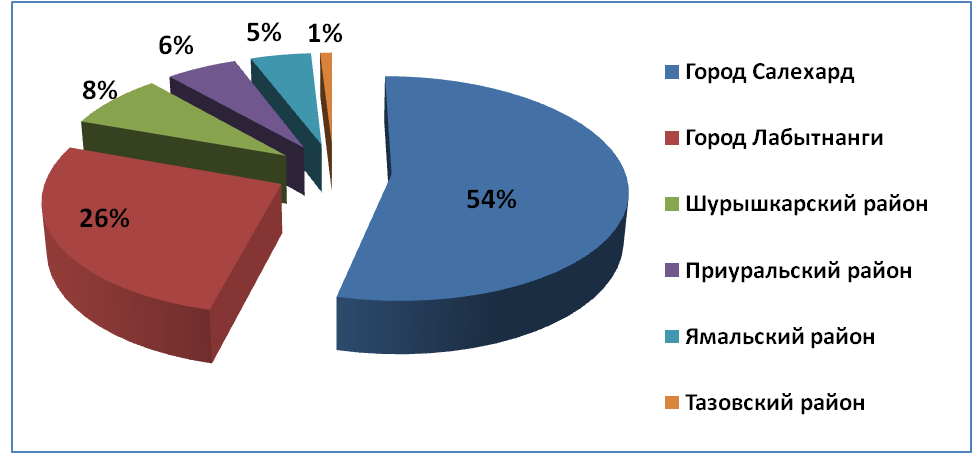 1%
5%
6%
8%
26%
54%
Город Салехард
Город Лабытнанги
Шурышкарский район
Приуральский район
Ямальский район
Тазовский район